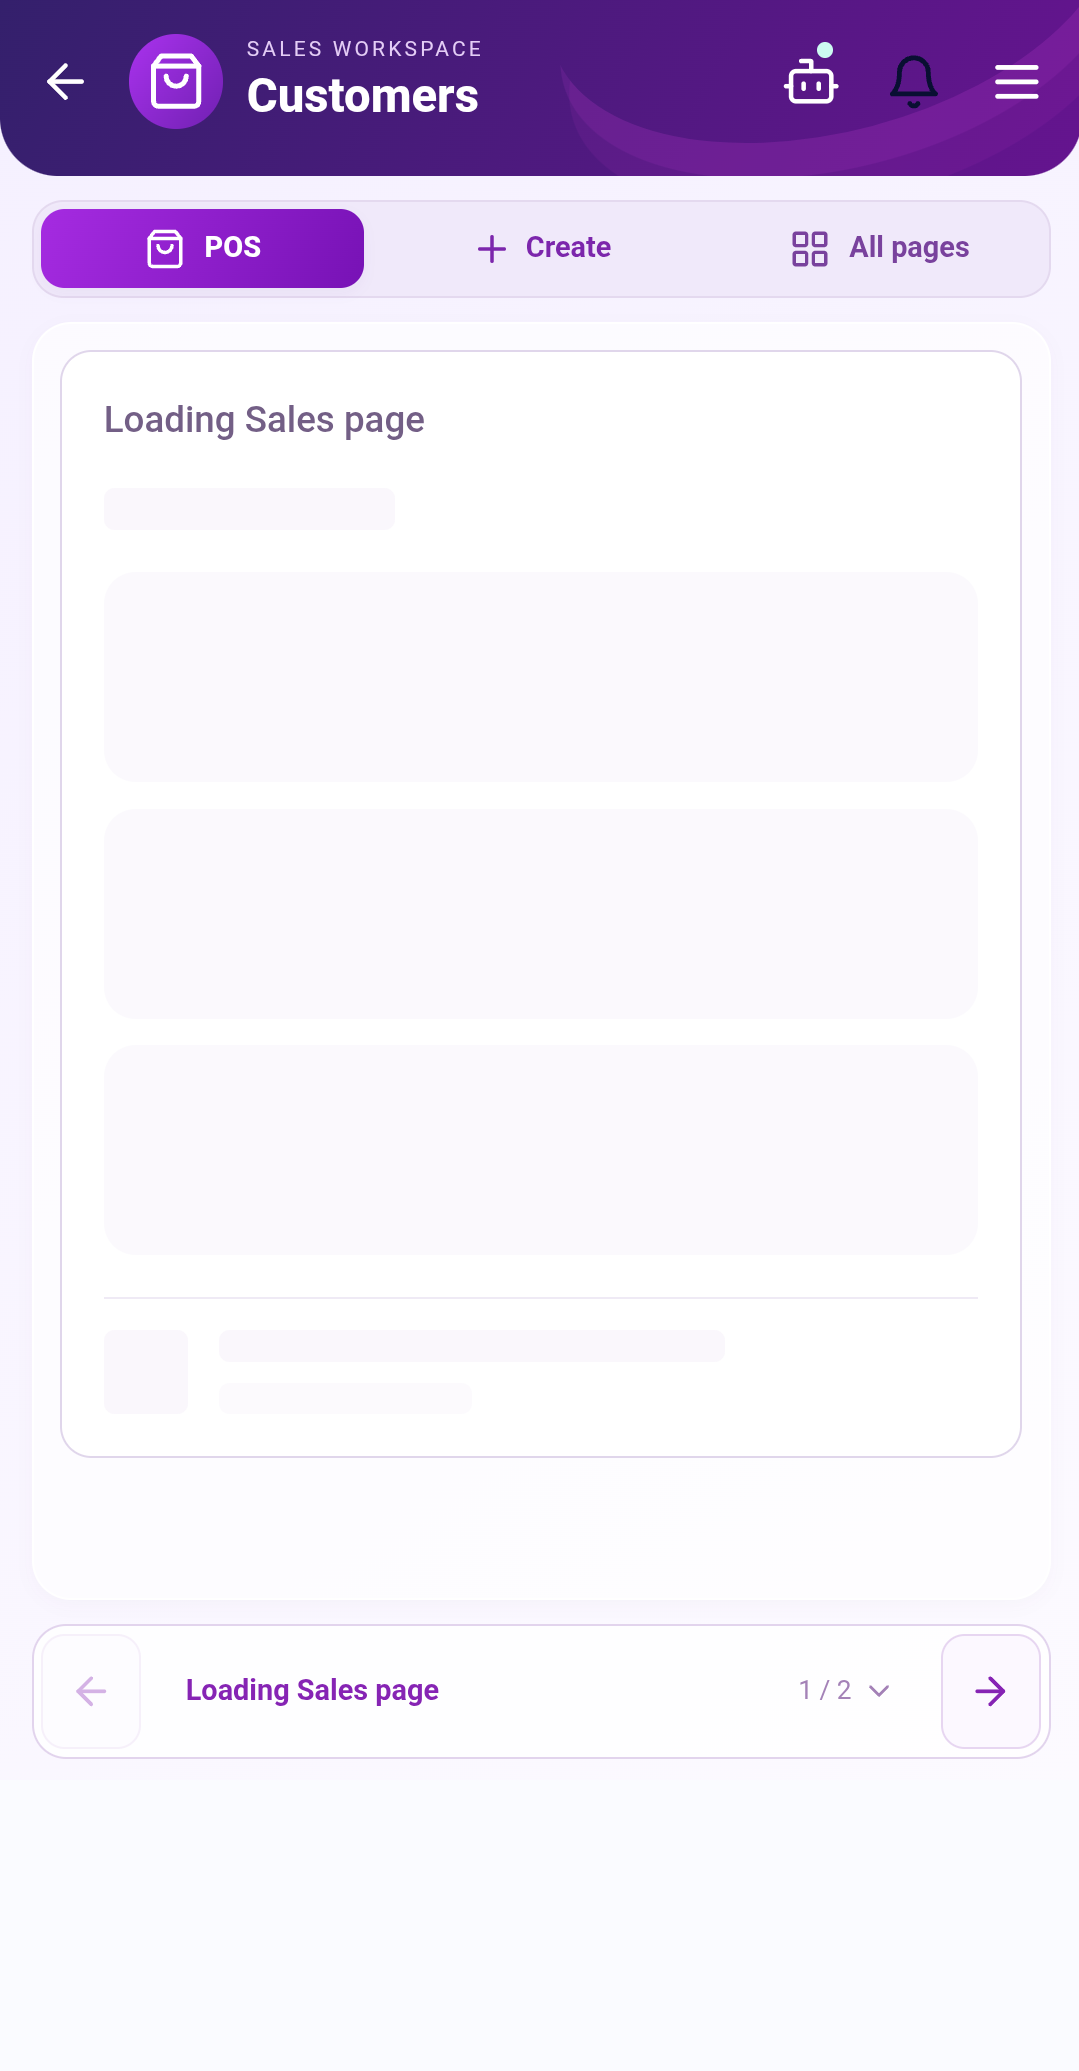 SALES WORKSPACE
Customers
POS
Create
All pages
Loading Sales page
Loading Sales page
1 / 2